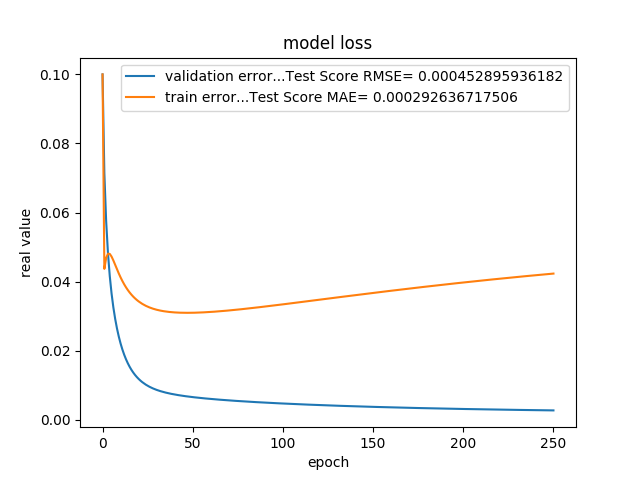 model loss
validation error...Test Score RMSE= 0.000452895936182
train error...Test Score MAE= 0.000292636717506
real value
0.10
0.08
0.06
0.04
0.02
0.00
0 50 100 150 200 250
epoch